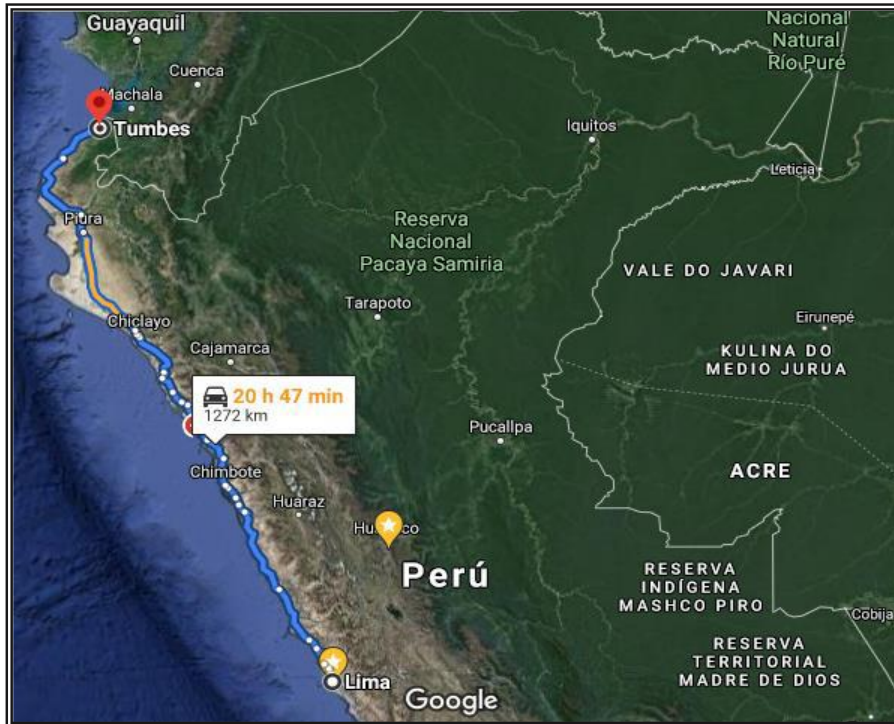 Guayaquil
Nacional
Natural
Río Puré
Cuenca
Machala
Tumbes
Iquitos
Leticia
Reserva
Nacional
Pacaya Samiria
Piura
VALE DO JAVARI
Tarapoto
Eirunepé
Chiclayo
KULINA DO
MEDIO JURUA
Cajamarca
20 h 47 min
1272 km
Pucallpa
Chimbote
ACRE
Huaraz
Perú
RESERVA
INDÍGENA
MASHCO PIRO
Cobija
RESERVA
TERRITORIAL
MADRE DE DIOS
Lima
Google